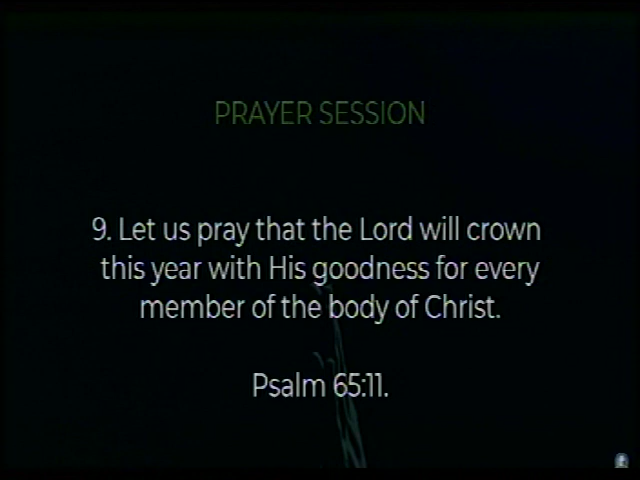 PRAYER SESSION
9. Let us pray that the Lord will crown
this year with His goodness for every
member of the body of Christ.
Psalm 65:11.